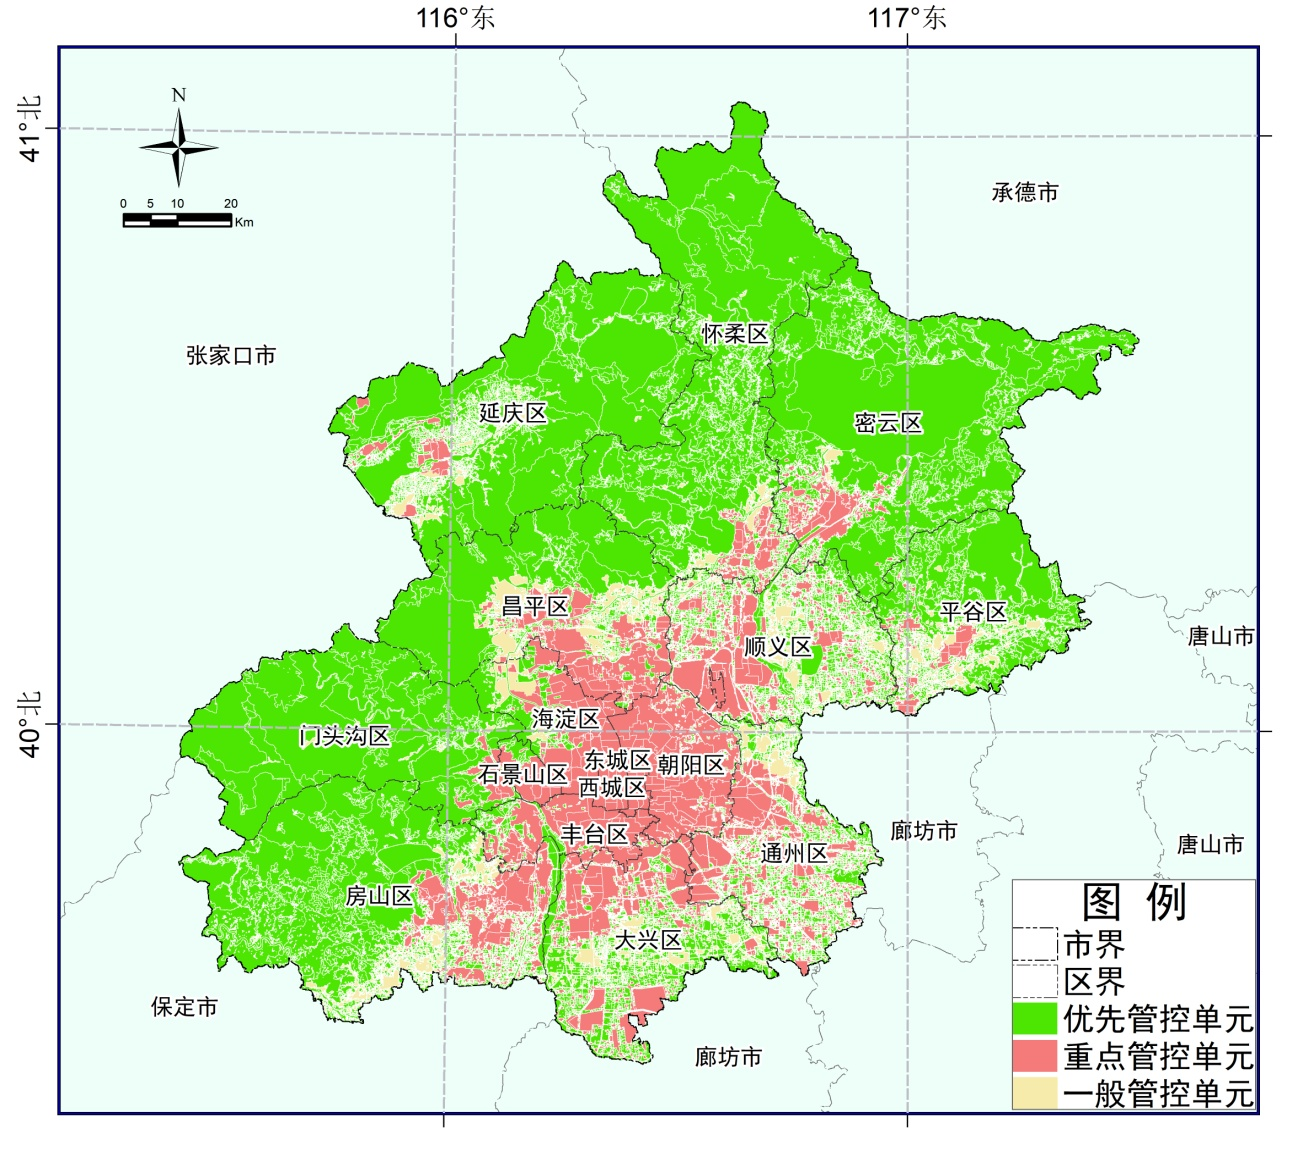 116°东
117°东
41°北
N
0 5 10 20
Km
承德市
怀柔区
张家口市
延庆区
密云区
昌平区
平谷区
唐山市
顺义区
40°北
海淀区
门头沟区
东城区
朝阳区
石景山区
西城区
丰台区
廊坊市
唐山市
通州区
房山区
大兴区
保定市
廊坊市
图 例
市界
区界
优先管控单元
重点管控单元
一般管控单元